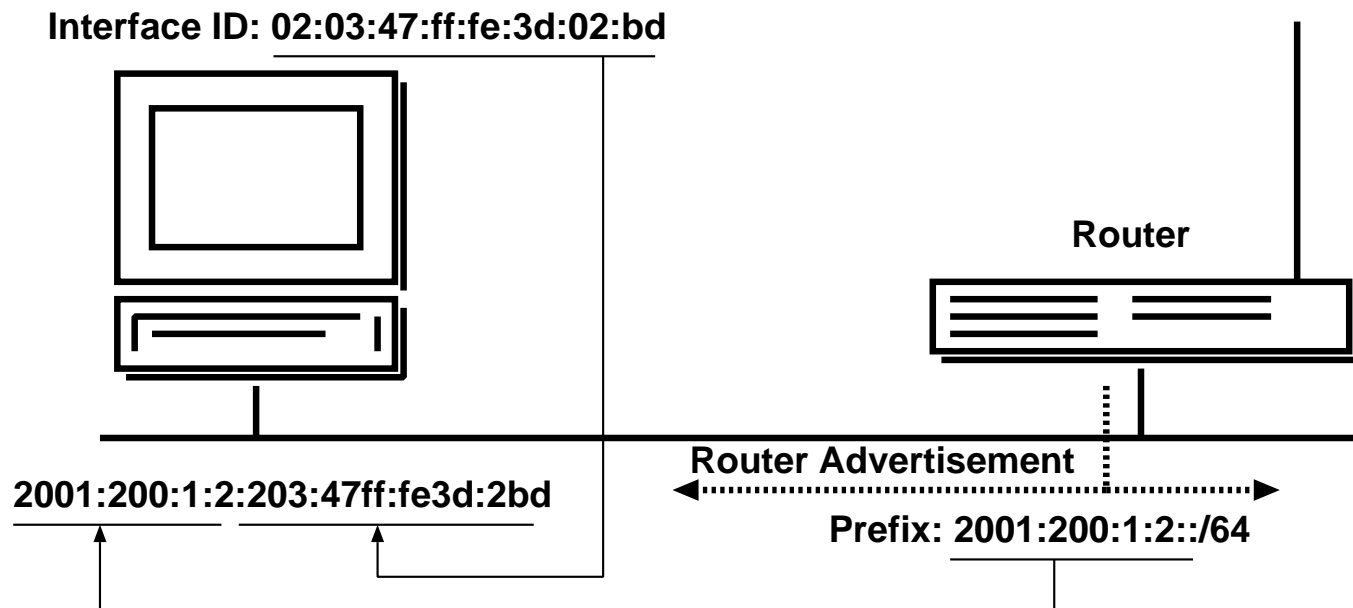 Interface ID: 02:03:47:ff:fe:3d:02:bd
Router
Router Advertisement
2001:200:1:2:203:47ff:fe3d:2bd
Prefix: 2001:200:1:2::/64